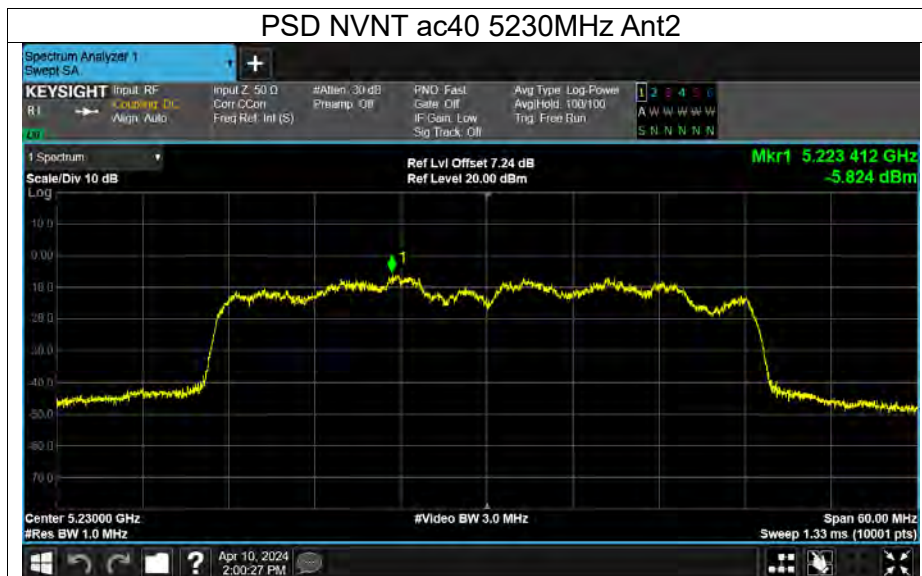 PSD NVNT ac40 5230MHz Ant2
Spectrum Analyzer 1
Swept SA
+
KEYSIGHT Input: RF Input Z: 50 Ω #Atten: 30 dB PNO: Fast Avg Type: Log-Power 1 2 3 4 5 6
Coupling: DC Corr CCorr Preamp: Off Gate: Off Avg|Hold: 100/100 A W W W W W
Align: Auto Freq Ref: Int (S) IF Gain: Low Trig: Free Run
Sig Track: Off S N N N N N
1 Spectrum Ref Lvl Offset 7.24 dB Mkr1 5.223 412 GHz
Scale/Div 10 dB Ref Level 20.00 dBm -5.824 dBm
Log
10.0
0.00
-10.0
-20.0
-30.0
-40.0
-50.0
-60.0
-70.0
1
Center 5.23000 GHz #Video BW 3.0 MHz Span 60.00 MHz
#Res BW 1.0 MHz Sweep 1.33 ms (10001 pts)
? Apr 10, 2024
2:00:27 PM